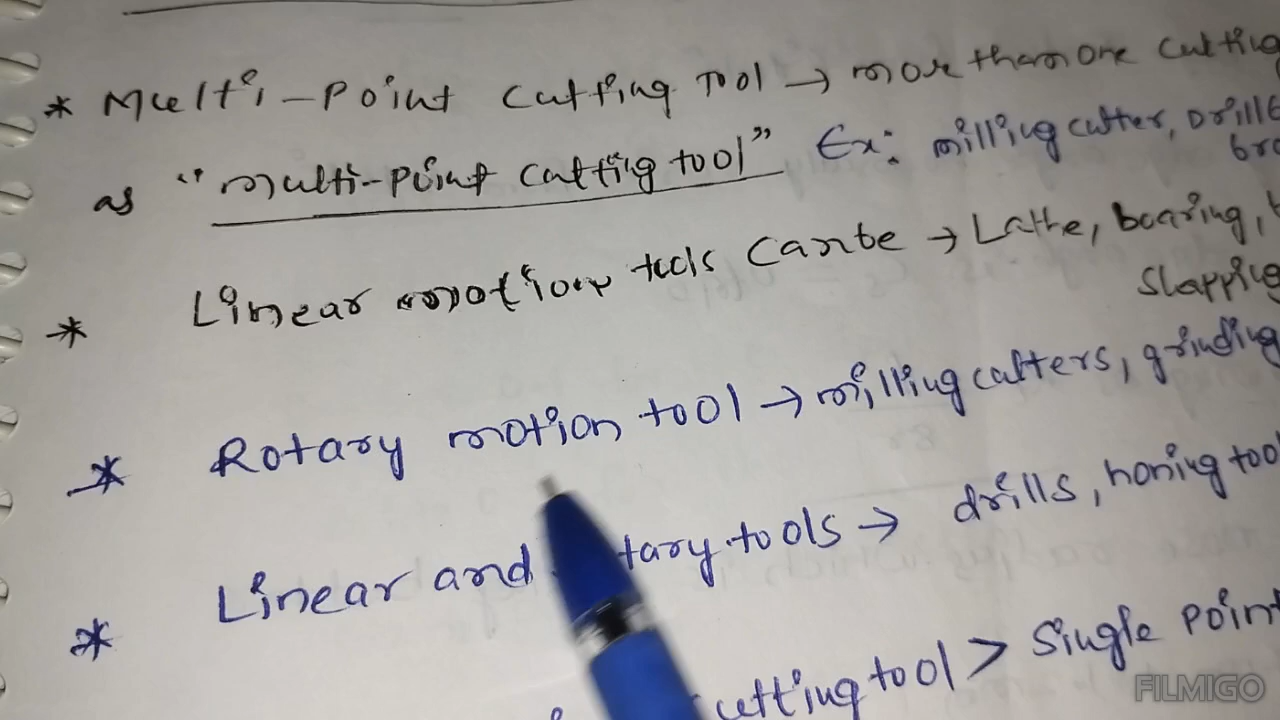 * Multi-Point Cutting Tool → more than one cutting
as "multi-point cutting tool" Ex: milling cutter, Drill
bro
* Linear motion tools can be → Lathe, boaring,
Slapping
* Rotary motion tool → milling cutters, grinding
* Linear and tary tools → drills, honing tool
cutting tool > Single Point
FILMIGO